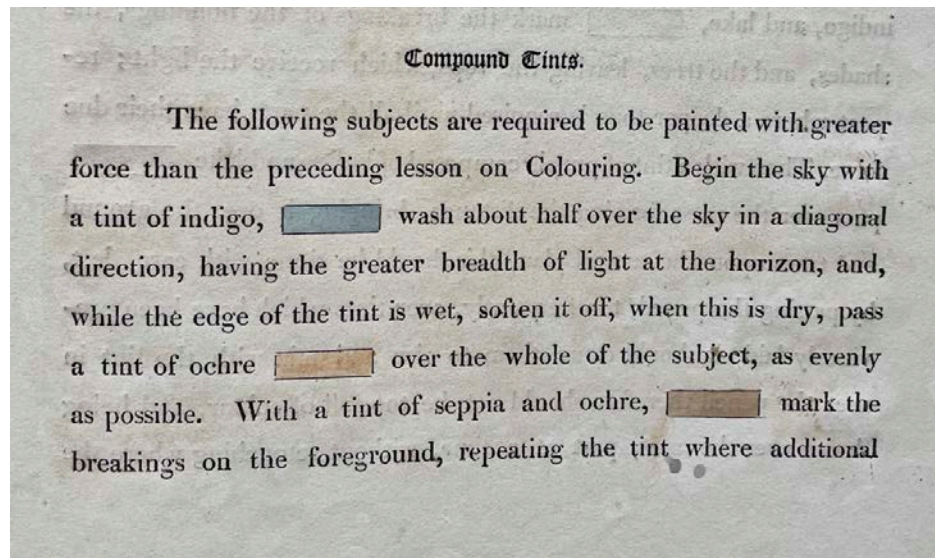 Compound Tints.
The following subjects are required to be painted with greater
force than the preceding lesson on Colouring. Begin the sky with
a tint of indigo, wash about half over the sky in a diagonal
direction, having the greater breadth of light at the horizon, and,
while the edge of the tint is wet, soften it off, when this is dry, pass
a tint of ochre over the whole of the subject, as evenly
as possible. With a tint of seppia and ochre, mark the
breakings on the foreground, repeating the tint where additional